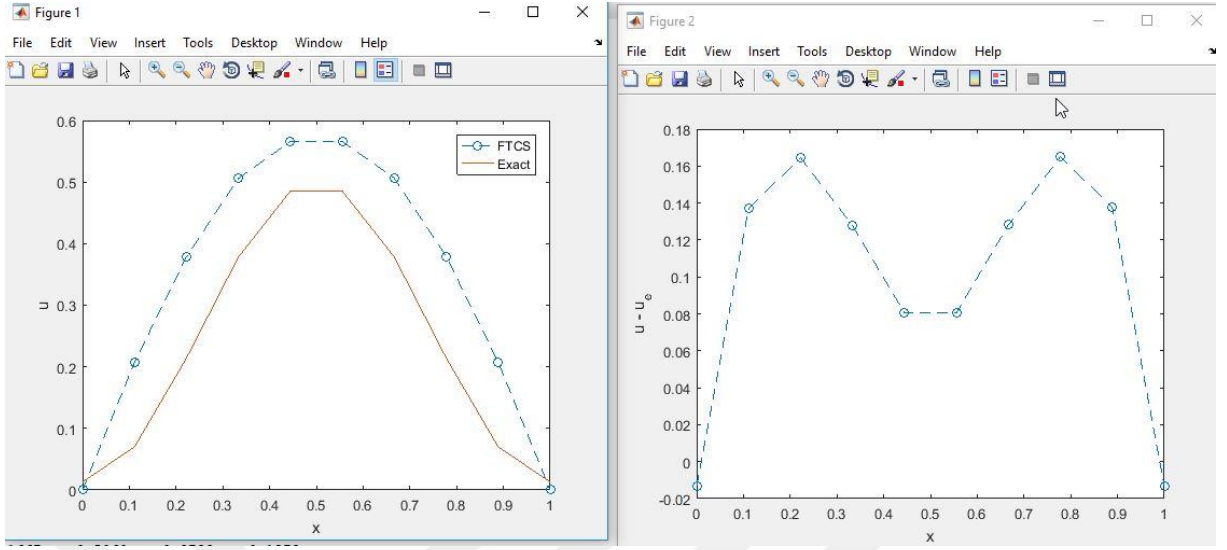 Figure 1
File Edit View Insert Tools Desktop Window Help
0.6
0.5
0.4
0.3
0.2
0.1
0
u
FTCS
Exact
0 0.1 0.2 0.3 0.4 0.5 0.6 0.7 0.8 0.9 1
x
Figure 2
File Edit View Insert Tools Desktop Window Help
0.18
0.16
0.14
0.12
0.1
0.08
0.06
0.04
0.02
0
-0.02
u - u_e
0 0.1 0.2 0.3 0.4 0.5 0.6 0.7 0.8 0.9 1
x